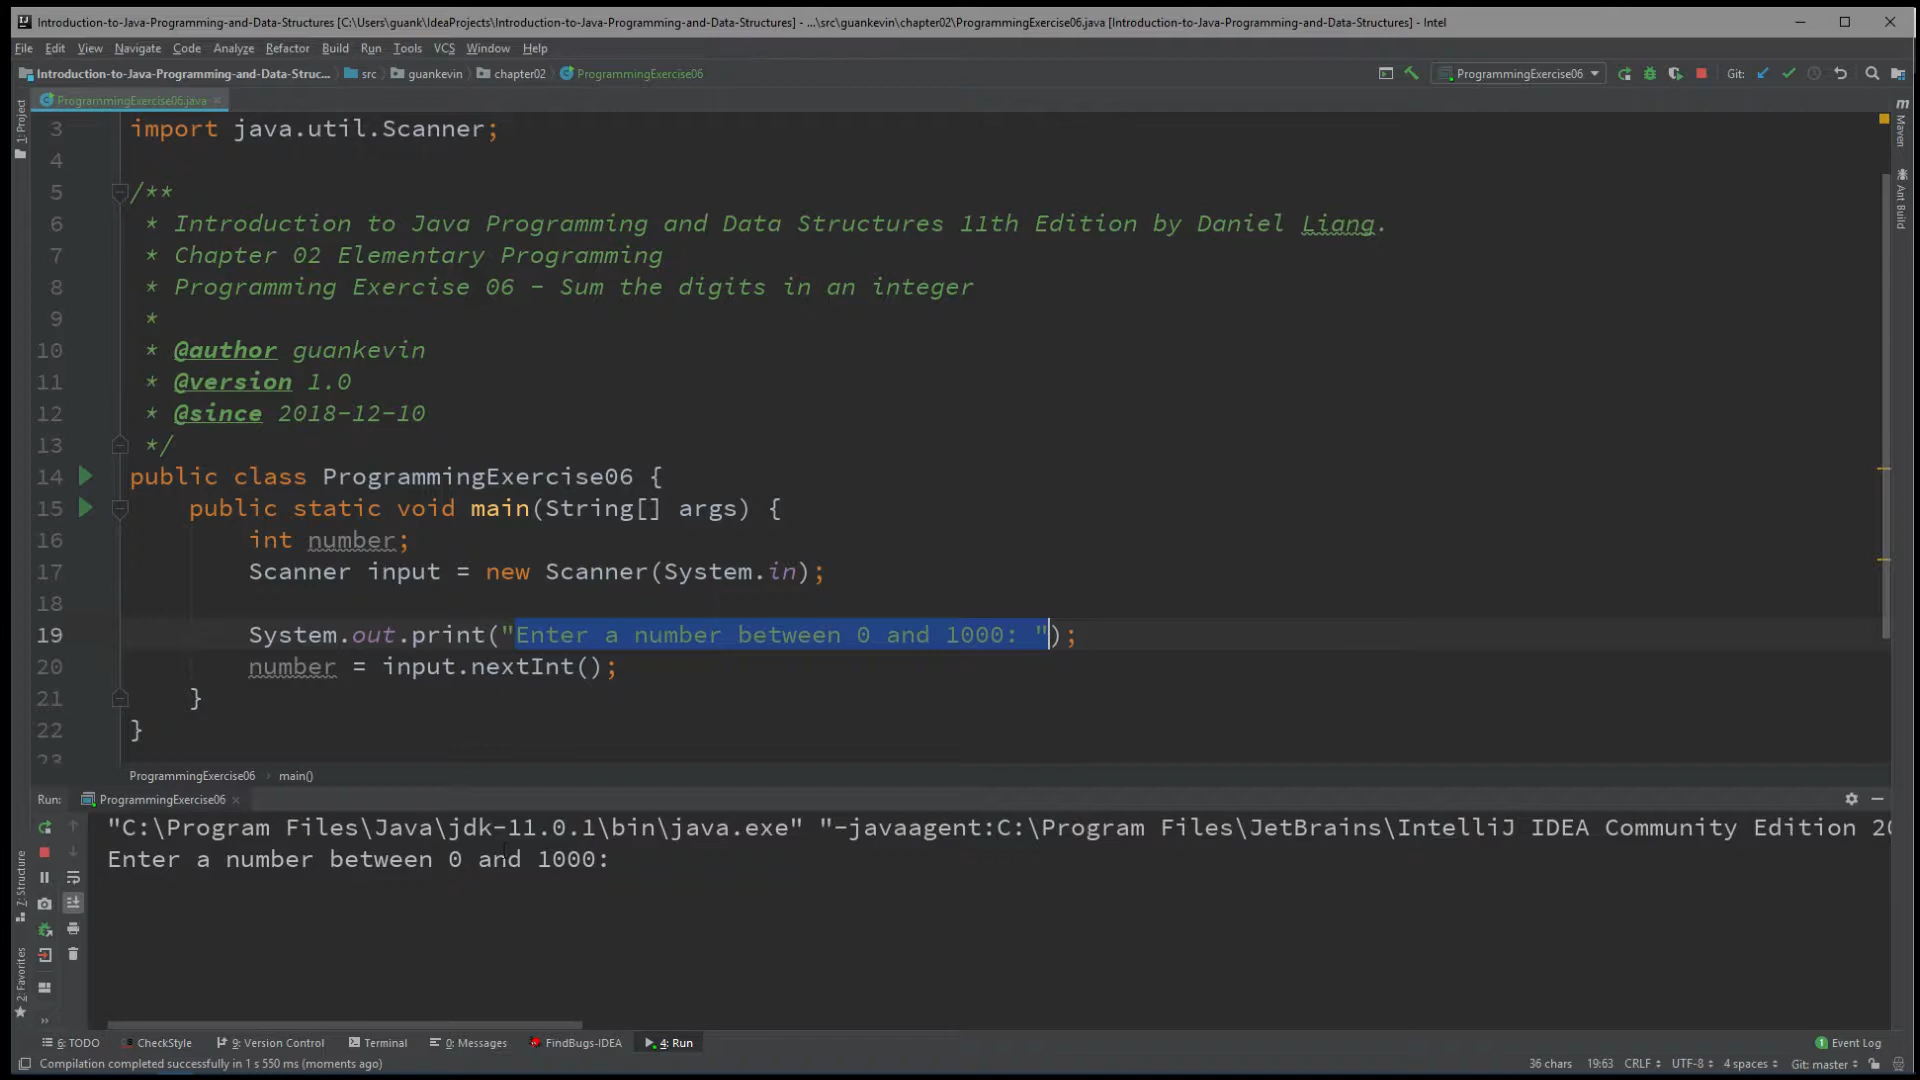 Introduction-to-Java-Programming-and-Data-Structures [C:\Users\guank\IdeaProjects\Introduction-to-Java-Programming-and-Data-Structures] - ...\src\guankevin\chapter02\ProgrammingExercise06.java [Introduction-to-Java-Programming-and-Data-Structures] - Intel
File Edit View Navigate Code Analyze Refactor Build Run Tools VCS Window Help
Introduction-to-Java-Programming-and-Data-Struc... src guankevin chapter02 ProgrammingExercise06 ProgrammingExercise06 Git:
ProgrammingExercise06.java
1: Project
m Maven
Ant Build
3 import java.util.Scanner;
4
5 /**
6 * Introduction to Java Programming and Data Structures 11th Edition by Daniel Liang.
7 * Chapter 02 Elementary Programming
8 * Programming Exercise 06 - Sum the digits in an integer
9 *
10 * @author guankevin
11 * @version 1.0
12 * @since 2018-12-10
13 */
14 public class ProgrammingExercise06 {
15 public static void main(String[] args) {
16 int number;
17 Scanner input = new Scanner(System.in);
18
19 System.out.print("Enter a number between 0 and 1000: ");
20 number = input.nextInt();
21 }
22 }
23
ProgrammingExercise06 › main()
Run: ProgrammingExercise06
"C:\Program Files\Java\jdk-11.0.1\bin\java.exe" "-javaagent:C:\Program Files\JetBrains\IntelliJ IDEA Community Edition 20
Enter a number between 0 and 1000:
7: Structure
2: Favorites
6: TODO CheckStyle 9: Version Control Terminal 0: Messages FindBugs-IDEA 4: Run 1 Event Log
Compilation completed successfully in 1 s 550 ms (moments ago) 36 chars 19:63 CRLF UTF-8 4 spaces Git: master